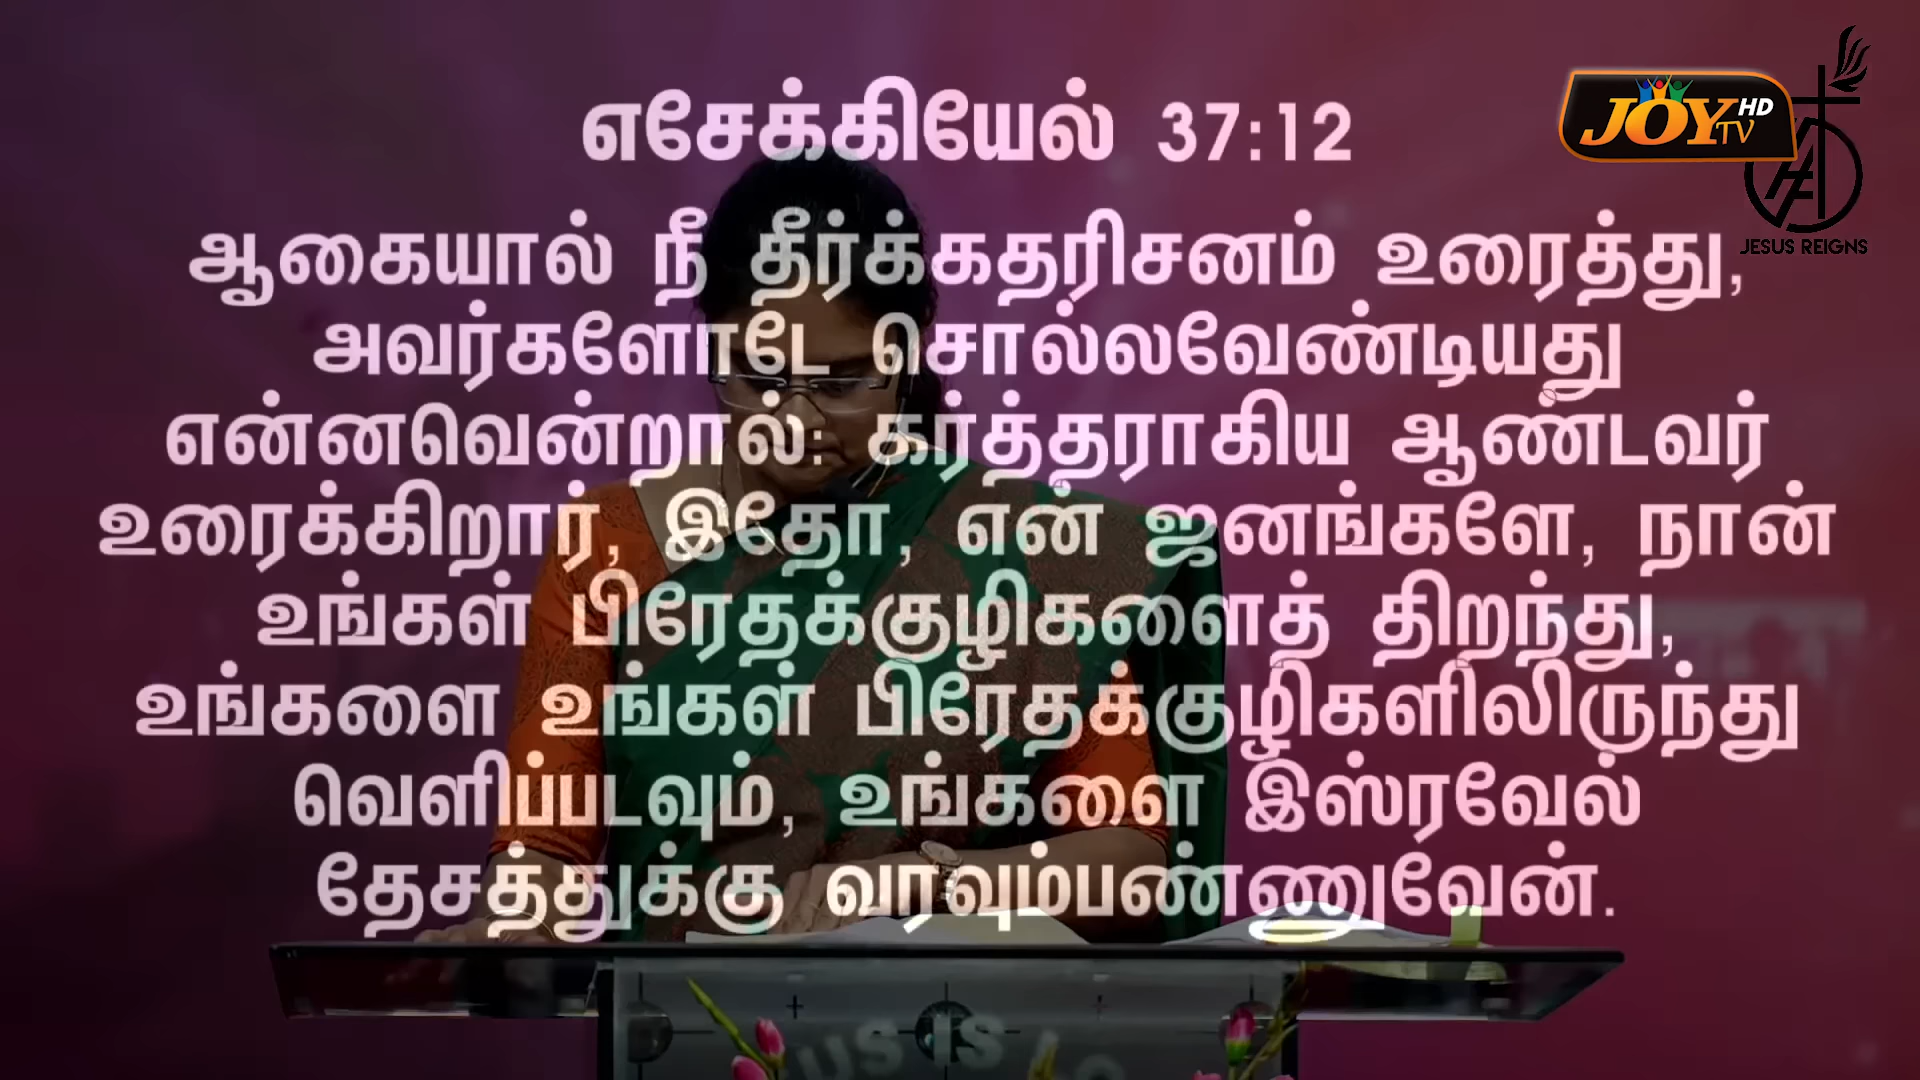 எசேக்கியேல் 37:12
JOY TV HD
JESUS REIGNS
ஆகையால் நீ தீர்க்கதரிசனம் உரைத்து,
அவர்களோடே சொல்லவேண்டியது
என்னவென்றால்: கர்த்தராகிய ஆண்டவர்
உரைக்கிறார், இதோ, என் ஜனங்களே, நான்
உங்கள் பிரேதக்குழிகளைத் திறந்து,
உங்களை உங்கள் பிரேதக்குழிகளிலிருந்து
வெளிப்படவும், உங்களை இஸ்ரவேல்
தேசத்துக்கு வரவும்பண்ணுவேன்.
IS